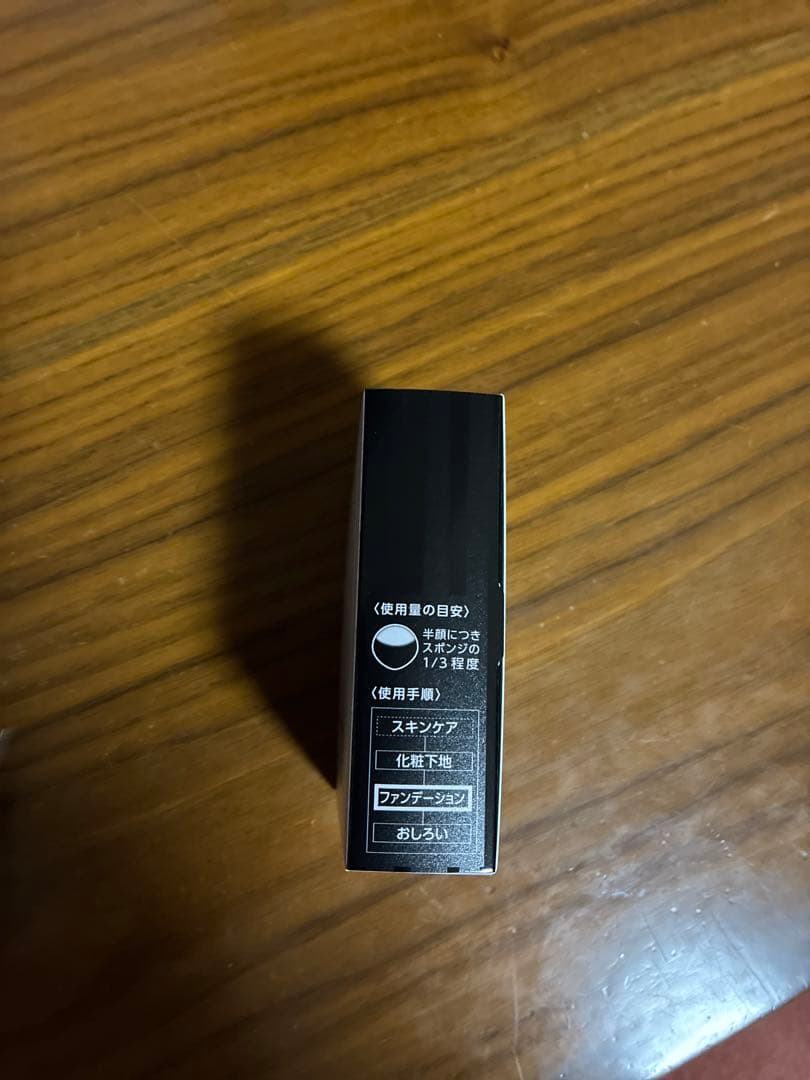 〈使用量の目安〉
半顔につき
スポンジの
1/3 程度
〈使用手順〉
スキンケア
化粧下地
ファンデーション
おしろい